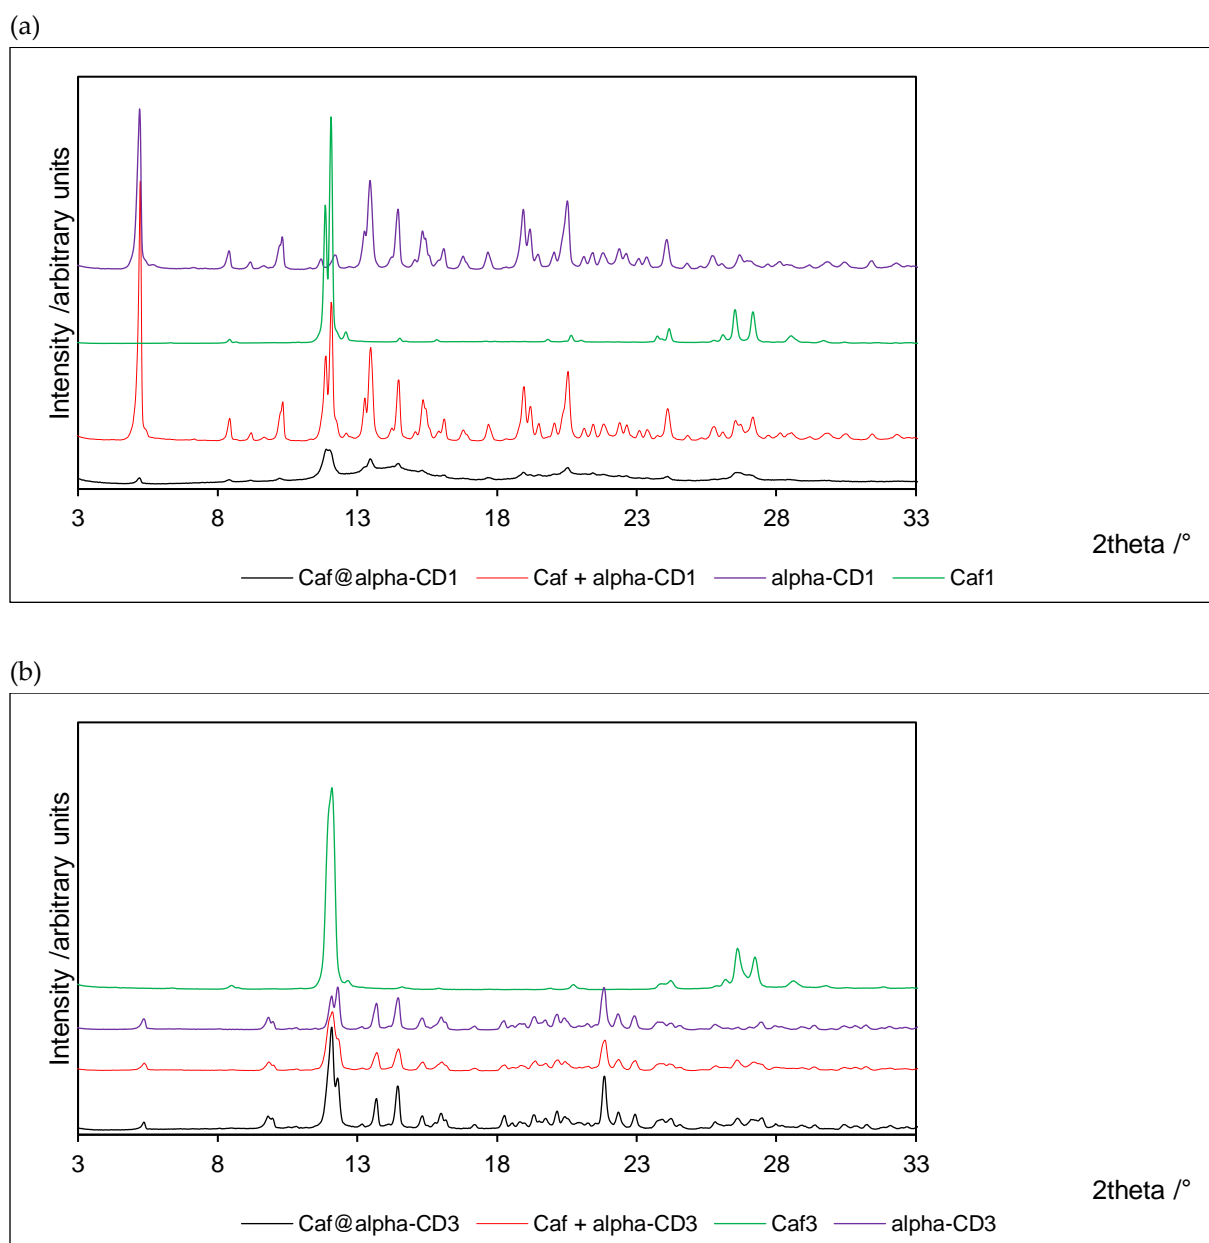 (a)
Intensity /arbitrary units
3 8 13 18 23 28 33
2theta /°
Caf@alpha-CD1 Caf + alpha-CD1 alpha-CD1 Caf1
(b)
Intensity /arbitrary units
3 8 13 18 23 28 33
2theta /°
Caf@alpha-CD3 Caf + alpha-CD3 Caf3 alpha-CD3